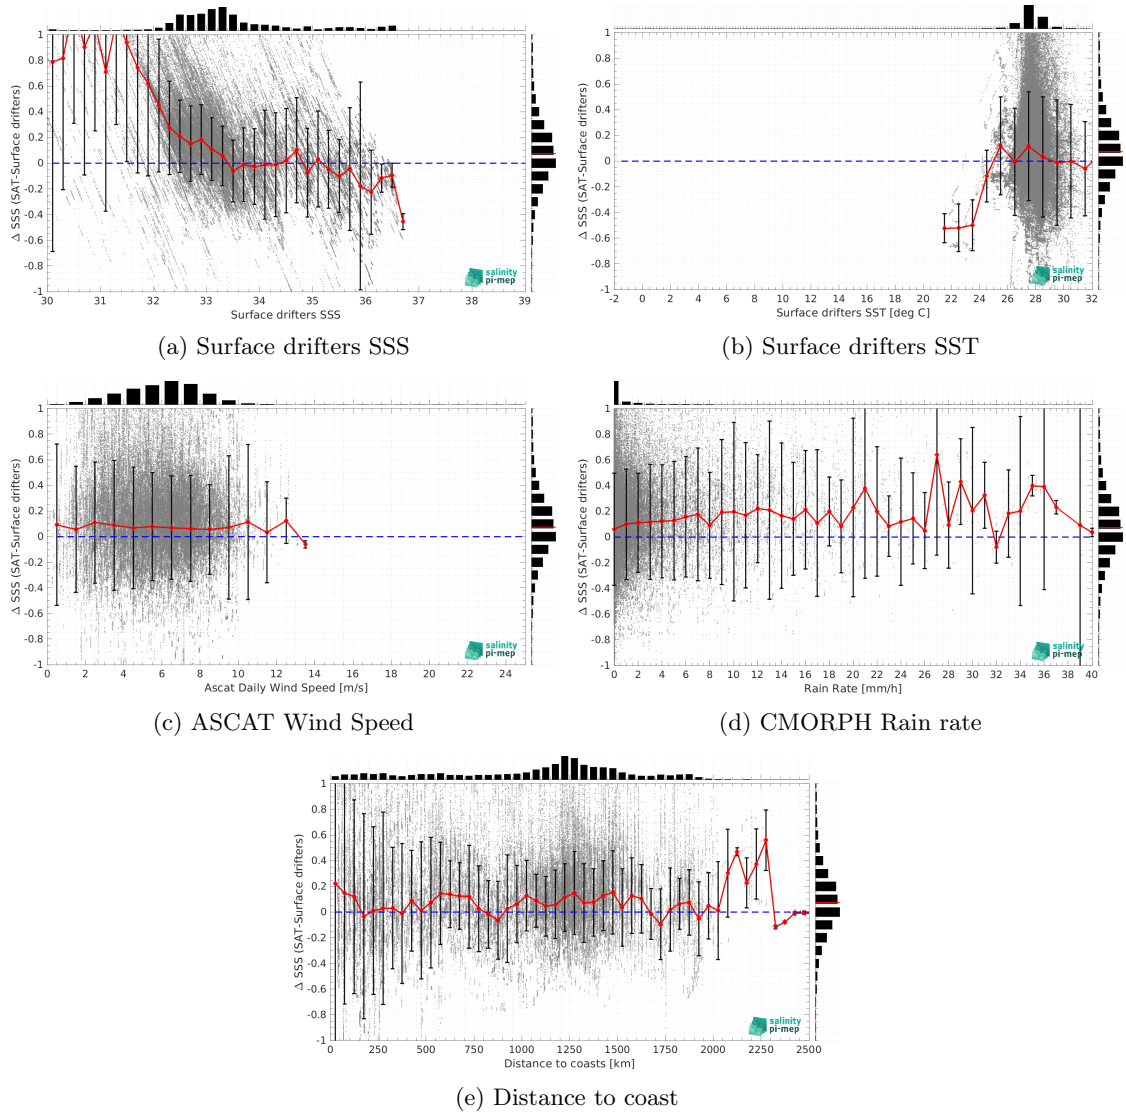 1
0.8
0.6
0.4
0.2
0
-0.2
-0.4
-0.6
-0.8
-1
Δ SSS (SAT-Surface drifters)
30 31 32 33 34 35 36 37 38 39
Surface drifters SSS
salinity
pi-mep
(a) Surface drifters SSS
1
0.8
0.6
0.4
0.2
0
-0.2
-0.4
-0.6
-0.8
-1
Δ SSS (SAT-Surface drifters)
-2 0 2 4 6 8 10 12 14 16 18 20 22 24 26 28 30 32
Surface drifters SST [deg C]
salinity
pi-mep
(b) Surface drifters SST
1
0.8
0.6
0.4
0.2
0
-0.2
-0.4
-0.6
-0.8
-1
Δ SSS (SAT-Surface drifters)
0 2 4 6 8 10 12 14 16 18 20 22 24
Ascat Daily Wind Speed [m/s]
salinity
pi-mep
(c) ASCAT Wind Speed
1
0.8
0.6
0.4
0.2
0
-0.2
-0.4
-0.6
-0.8
-1
Δ SSS (SAT-Surface drifters)
0 2 4 6 8 10 12 14 16 18 20 22 24 26 28 30 32 34 36 38 40
Rain Rate [mm/h]
salinity
pi-mep
(d) CMORPH Rain rate
1
0.8
0.6
0.4
0.2
0
-0.2
-0.4
-0.6
-0.8
-1
Δ SSS (SAT-Surface drifters)
0 250 500 750 1000 1250 1500 1750 2000 2250 2500
Distance to coasts [km]
salinity
pi-mep
(e) Distance to coast